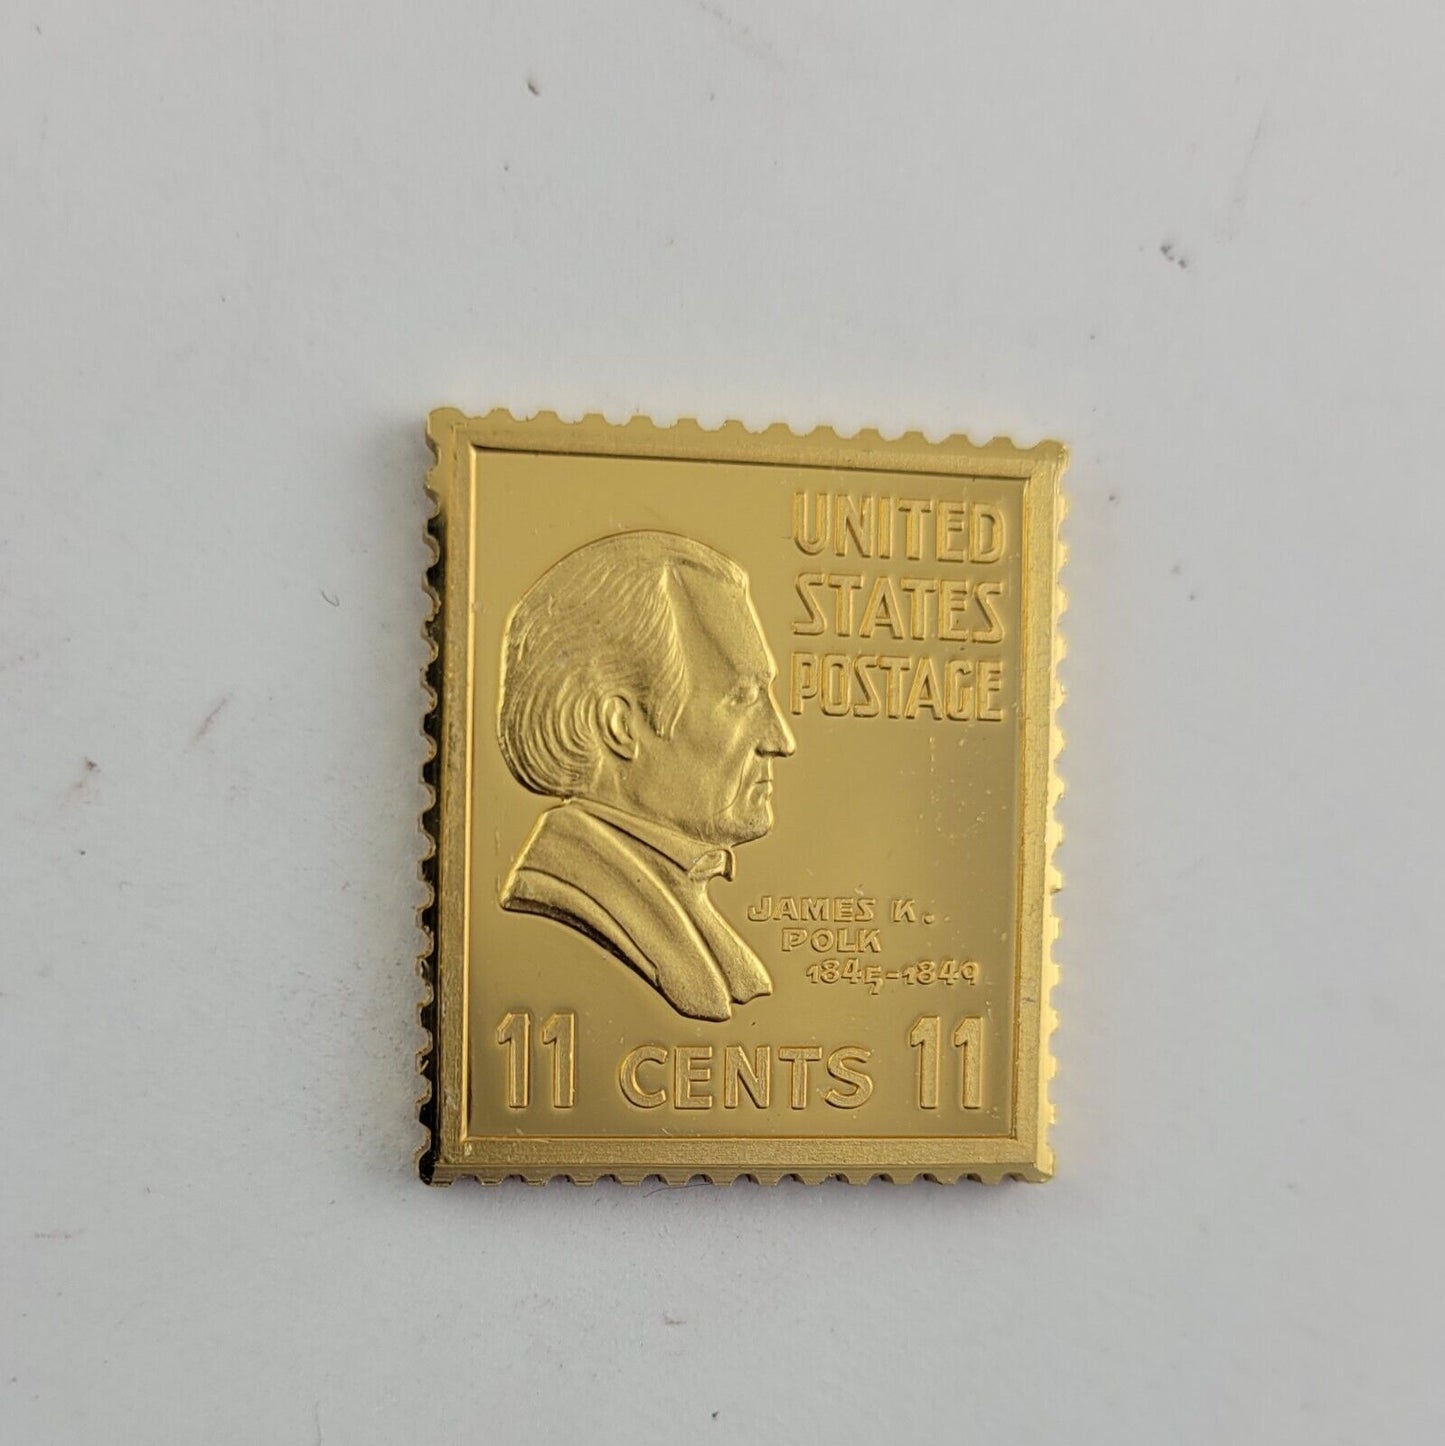 UNITED
STATES
POSTAGE
JAMES K.
POLK
1845-1849
11 CENTS 11